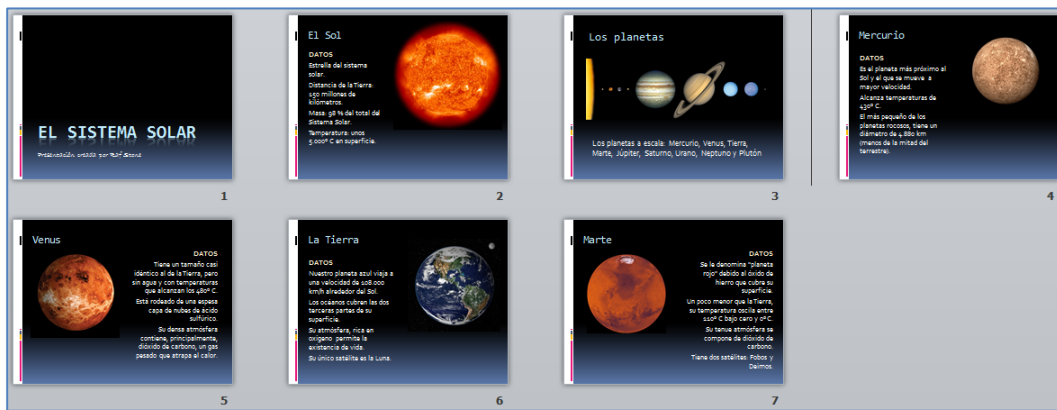 EL SISTEMA SOLAR
Presentación creada por
1
El Sol
DATOS
Estrella del sistema
solar.
Distancia de la Tierra:
150 millones de
kilómetros.
Masa: 98 % del total del
Sistema Solar.
Temperatura: unos
5.000º C en superficie.
2
Los planetas
Los planetas a escala: Mercurio, Venus, Tierra,
Marte, Júpiter, Saturno, Urano, Neptuno y Plutón
3
Mercurio
DATOS
Es el planeta más próximo al
Sol y el que se mueve a
mayor velocidad.
Alcanza temperaturas de
430º C.
El más pequeño de los
planetas rocosos, tiene un
diámetro de 4.880 km
(menos de la mitad del
terrestre).
4
Venus
DATOS
Tiene un tamaño casi
idéntico al de la Tierra, pero
sin agua y con temperaturas
que alcanzan los 480º C.
Está rodeado de una espesa
capa de nubes de ácido
sulfúrico.
Su densa atmósfera
contiene, principalmente,
dióxido de carbono, un gas
pesado que atrapa el calor.
5
La Tierra
DATOS
Nuestro planeta azul viaja a
una velocidad de 108.000
km/h alrededor del Sol.
Los océanos cubren las dos
terceras partes de su
superficie.
Su atmósfera, rica en
oxígeno permite la
existencia de vida.
Su único satélite es la Luna.
6
Marte
DATOS
Se le denomina "planeta
rojo" debido al óxido de
hierro que cubre su
superficie.
Un poco menor que la Tierra,
su temperatura oscila entre
110º C bajo cero y 0º C.
Su tenue atmósfera se
compone de dióxido de
carbono.
Tiene dos satélites: Fobos y
Deimos.
7